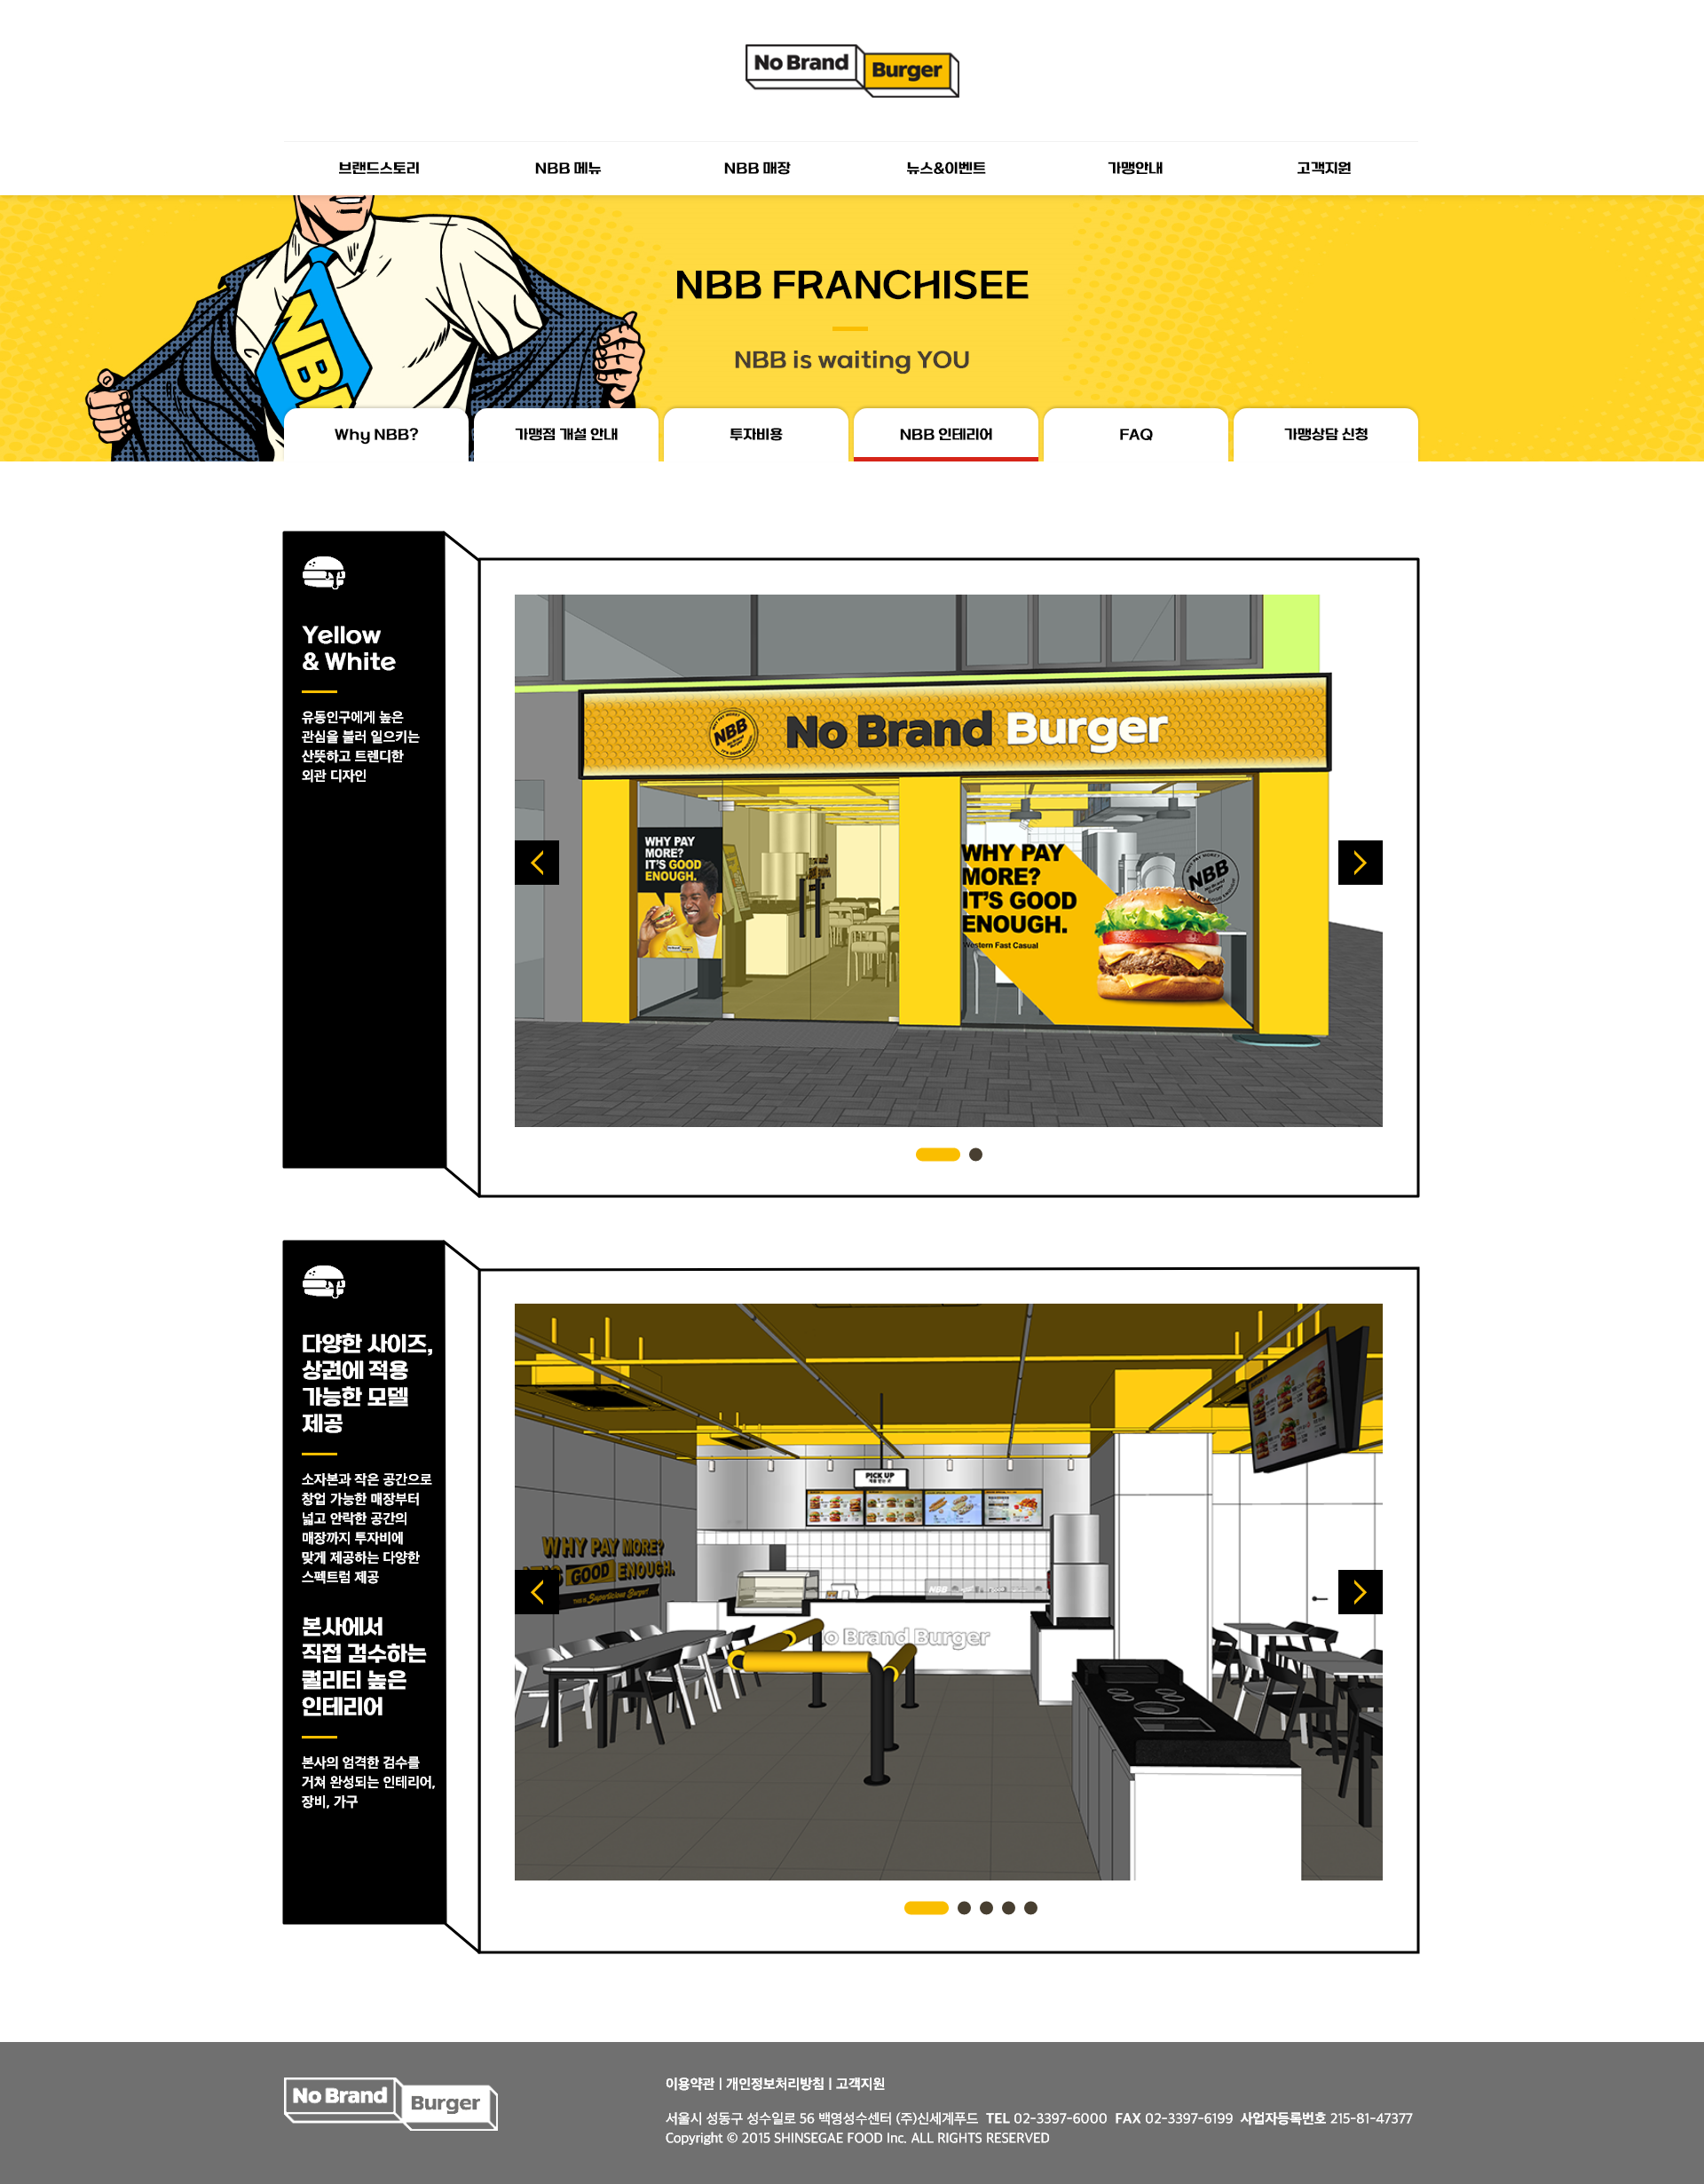 No Brand Burger
브랜드스토리
NBB 메뉴
NBB 매장
뉴스&이벤트
가맹안내
고객지원
NBB FRANCHISEE
NBB is waiting YOU
Why NBB?
가맹점 개설 안내
투자비용
NBB 인테리어
FAQ
가맹상담 신청
Yellow
& White
유동인구에게 높은
관심을 불러 일으키는
산뜻하고 트렌디한
외관 디자인
NBB No Brand Burger
WHY PAY
MORE?
IT'S GOOD
ENOUGH.
WHY PAY
MORE?
IT'S GOOD
ENOUGH.
Western Fast Casual
NBB
다양한 사이즈,
상권에 적용
가능한 모델
제공
소자본과 작은 공간으로
창업 가능한 매장부터
넓고 안락한 공간의
매장까지 투자비에
맞게 제공하는 다양한
스펙트럼 제공
본사에서
직접 검수하는
퀄리티 높은
인테리어
본사의 엄격한 검수를
거쳐 완성되는 인테리어,
장비, 가구
PICK UP
WHY PAY MORE?
GOOD ENOUGH.
THIS IS Superlicious Burger!
NBB
No Brand Burger
No Brand Burger
이용약관 | 개인정보처리방침 | 고객지원
서울시 성동구 성수일로 56 백영성수센터 (주)신세계푸드 TEL 02-3397-6000 FAX 02-3397-6199 사업자등록번호 215-81-47377
Copyright © 2015 SHINSEGAE FOOD Inc. ALL RIGHTS RESERVED